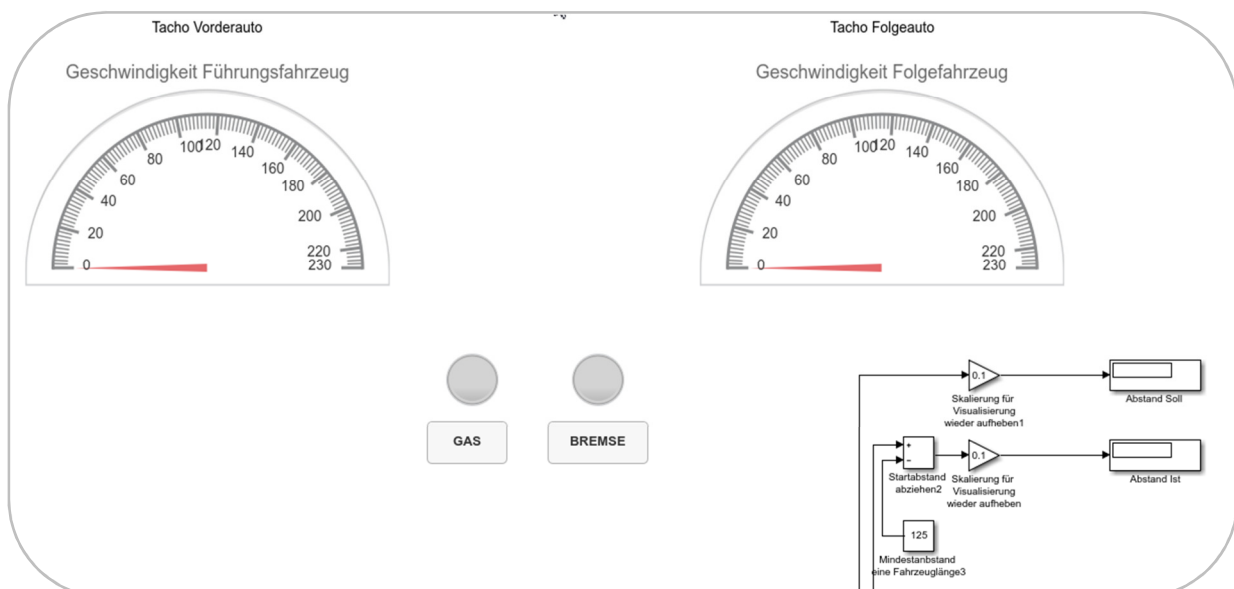 Tacho Vorderauto
Tacho Folgeauto
Geschwindigkeit Führungsfahrzeug
Geschwindigkeit Folgefahrzeug
0
20
40
60
80
100
120
140
160
180
200
220
230
0
20
40
60
80
100
120
140
160
180
200
220
230
GAS
BREMSE
0.1
Skalierung für
Visualisierung
wieder aufheben1
Abstand Soll
+
−
Startabstand
abziehen2
0.1
Skalierung für
Visualisierung
wieder aufheben
Abstand Ist
125
Mindestanbstand
eine Fahrzeuglänge3